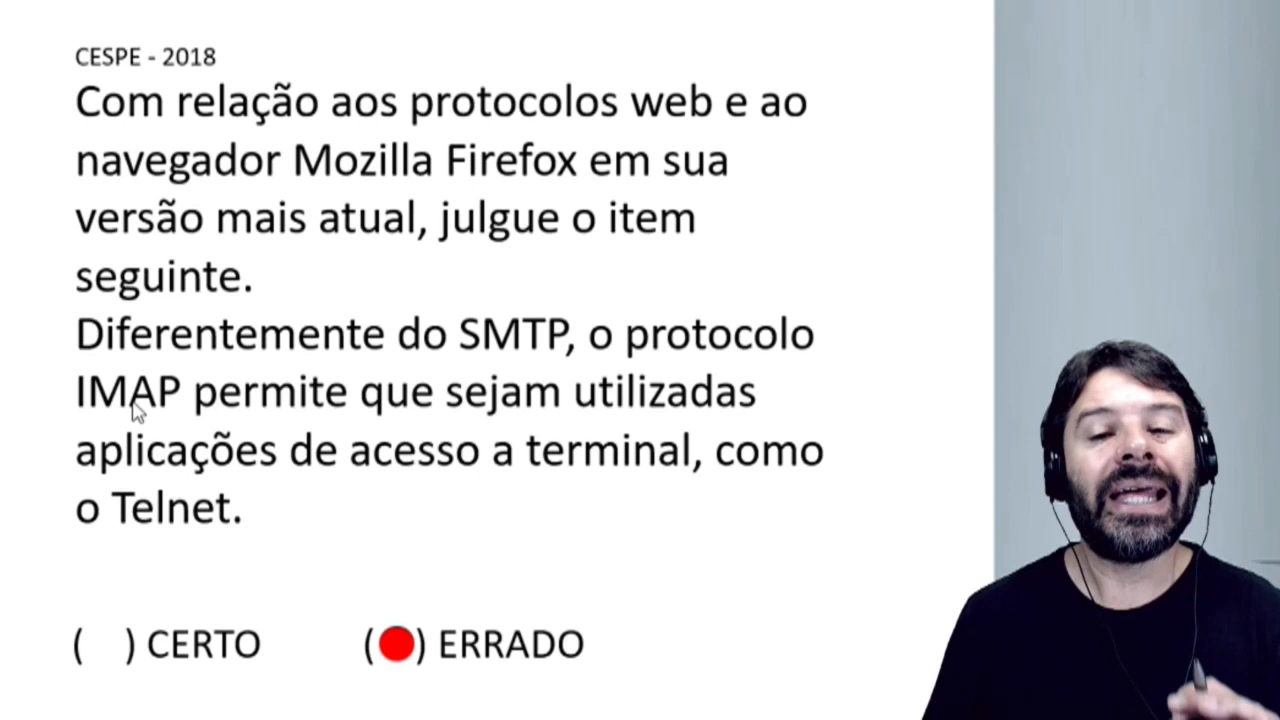 CESPE - 2018
Com relação aos protocolos web e ao
navegador Mozilla Firefox em sua
versão mais atual, julgue o item
seguinte.
Diferentemente do SMTP, o protocolo
IMAP permite que sejam utilizadas
aplicações de acesso a terminal, como
o Telnet.
( ) CERTO (●) ERRADO